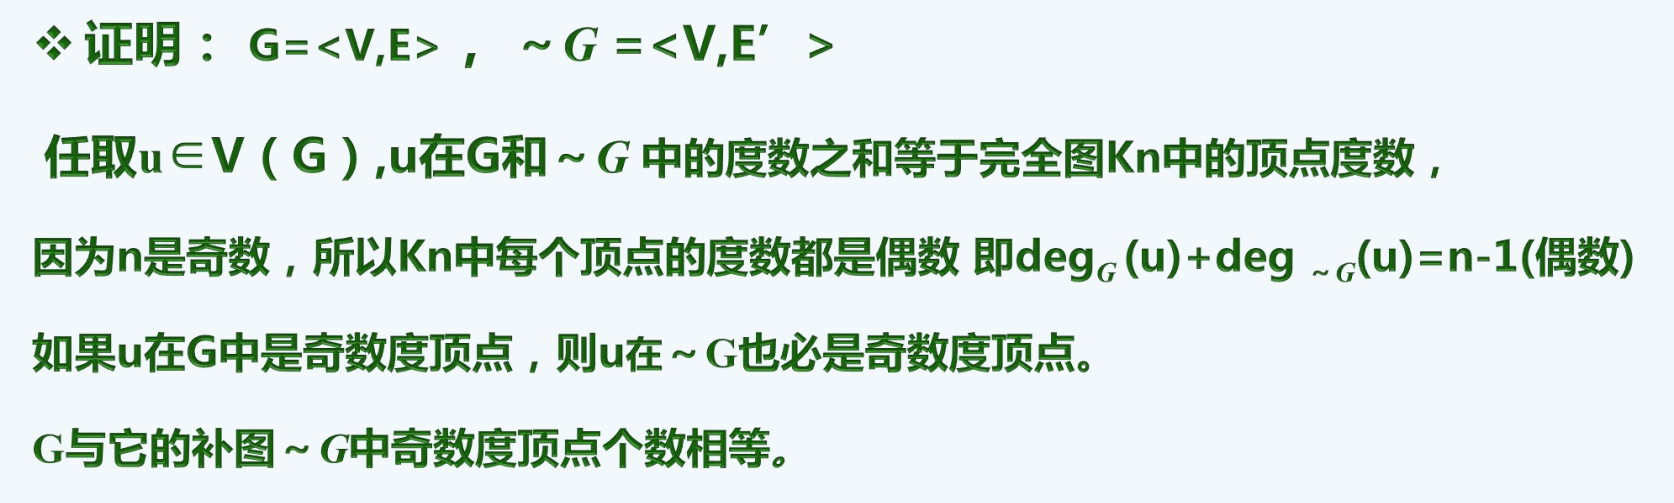 ❖ 证明： G=<V,E> ， ~G =<V,E′ >
任取u∈V（G）,u在G和~G 中的度数之和等于完全图Kn中的顶点度数，
因为n是奇数，所以Kn中每个顶点的度数都是偶数 即deg_G (u)+deg _~G(u)=n-1(偶数)
如果u在G中是奇数度顶点，则u在~G也必是奇数度顶点。
G与它的补图~G中奇数度顶点个数相等。